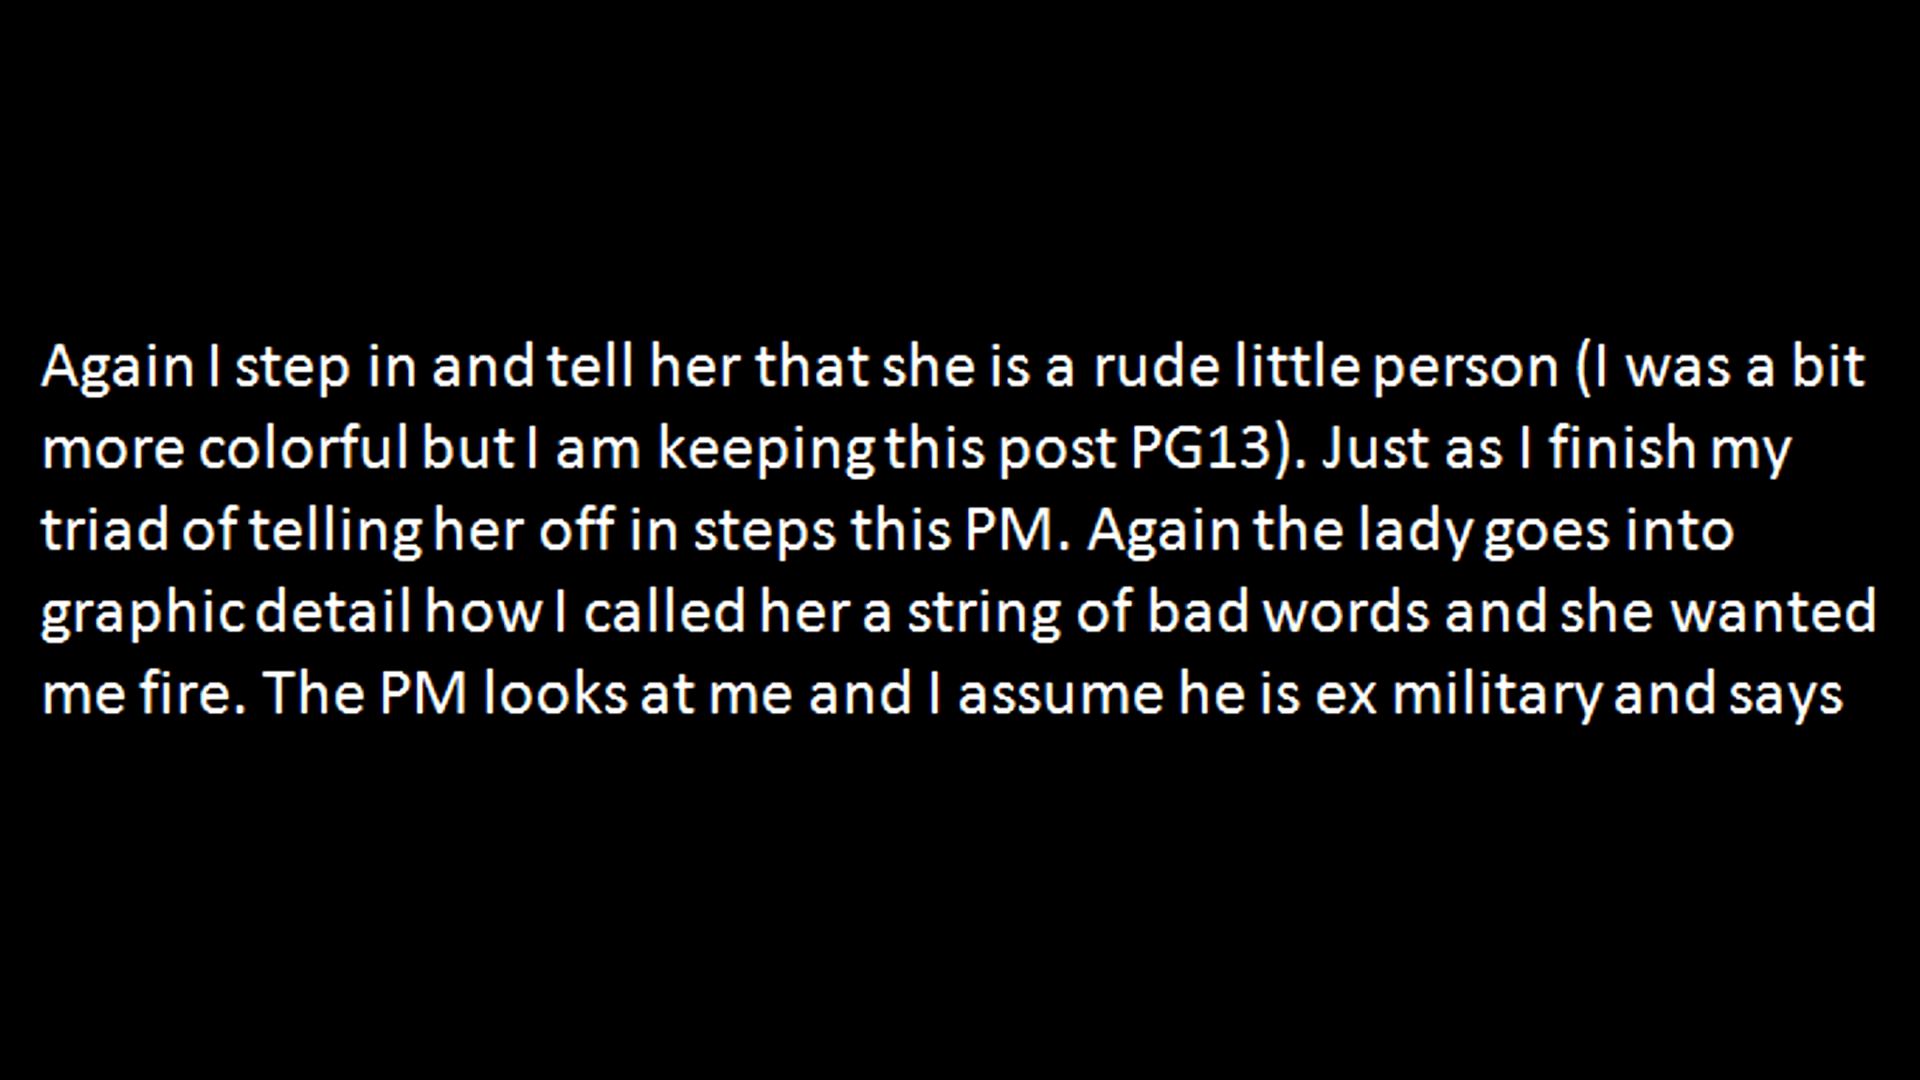 Again I step in and tell her that she is a rude little person (I was a bit
more colorful but I am keeping this post PG13). Just as I finish my
triad of telling her off in steps this PM. Again the lady goes into
graphic detail how I called her a string of bad words and she wanted
me fire. The PM looks at me and I assume he is ex military and says